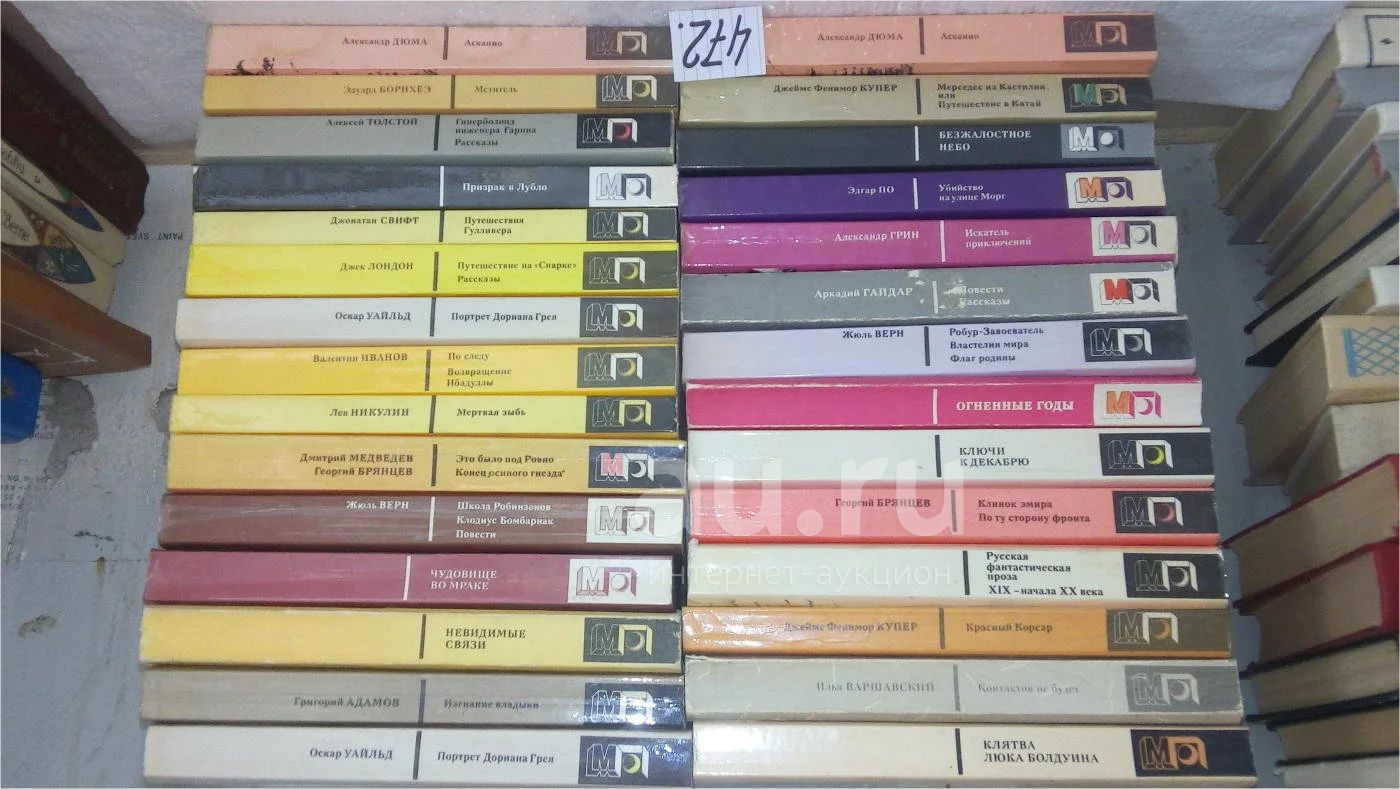 472.
Александр ДЮМА
Асканио
Эдуард БОРНХЁЭ
Мститель
Алексей ТОЛСТОЙ
Гиперболоид
инженера Гарина
Рассказы
Призрак в Лубло
Джонатан СВИФТ
Путешествия
Гулливера
Джек ЛОНДОН
Путешествие на «Снарке»
Рассказы
Оскар УАЙЛЬД
Портрет Дориана Грея
Валентин ИВАНОВ
По следу
Возвращение
Ибадуллы
Лев НИКУЛИН
Мертвая зыбь
Дмитрий МЕДВЕДЕВ
Георгий БРЯНЦЕВ
Это было под Ровно
Конец „осиного гнезда“
Жюль ВЕРН
Школа Робинзонов
Клодиус Бомбарнак
Повести
ЧУДОВИЩЕ
ВО МРАКЕ
НЕВИДИМЫЕ
СВЯЗИ
Григорий АДАМОВ
Изгнание владыки
Оскар УАЙЛЬД
Портрет Дориана Грея
Александр ДЮМА
Асканио
Джеймс Фенимор КУПЕР
Мерседес из Кастилии,
или
Путешествие в Катай
БЕЗЖАЛОСТНОЕ
НЕБО
Эдгар ПО
Убийство
на улице Морг
Александр ГРИН
Искатель
приключений
Аркадий ГАЙДАР
Повести
Рассказы
Жюль ВЕРН
Робур-Завоеватель
Властелин мира
Флаг родины
ОГНЕННЫЕ ГОДЫ
КЛЮЧИ
К ДЕКАБРЮ
Георгий БРЯНЦЕВ
Клинок эмира
По ту сторону фронта
Русская
фантастическая
проза
XIX – начала XX века
Джеймс Фенимор КУПЕР
Красный Корсар
Илья ВАРШАВСКИЙ
Контактов не будет
КЛЯТВА
ЛЮКА БОЛДУИНА
au.ru
интернет-аукцион